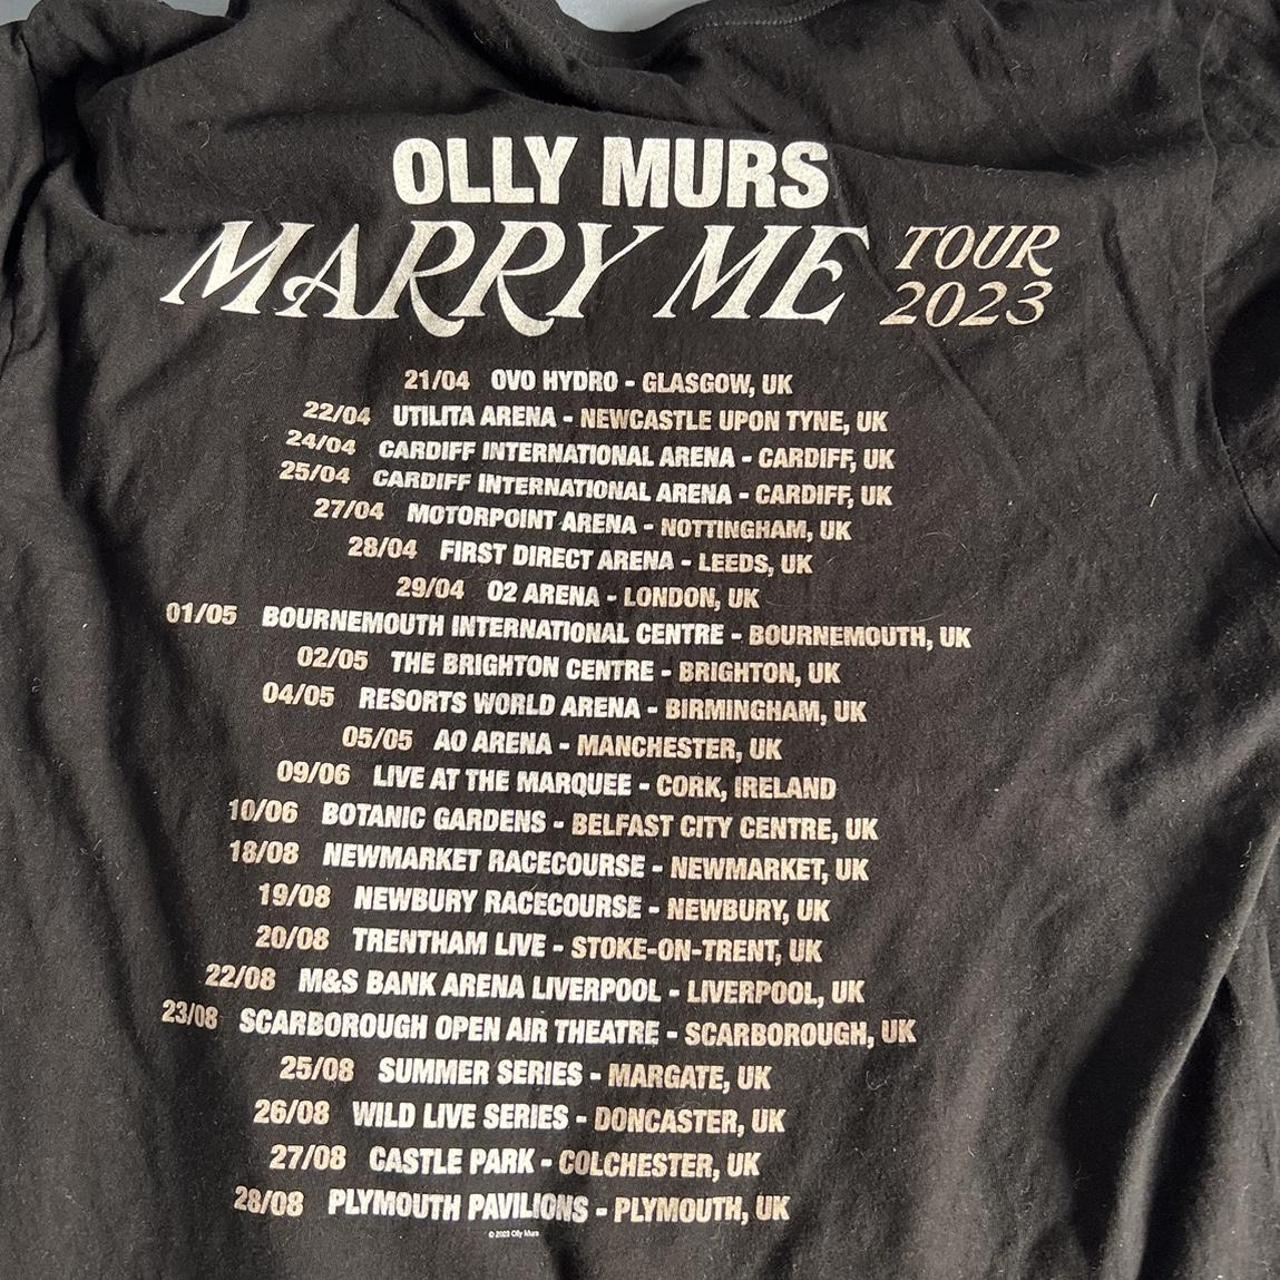 OLLY MURS
MARRY ME TOUR 2023
21/04 OVO HYDRO - GLASGOW, UK
22/04 UTILITA ARENA - NEWCASTLE UPON TYNE, UK
24/04 CARDIFF INTERNATIONAL ARENA - CARDIFF, UK
25/04 CARDIFF INTERNATIONAL ARENA - CARDIFF, UK
27/04 MOTORPOINT ARENA - NOTTINGHAM, UK
28/04 FIRST DIRECT ARENA - LEEDS, UK
29/04 O2 ARENA - LONDON, UK
01/05 BOURNEMOUTH INTERNATIONAL CENTRE - BOURNEMOUTH, UK
02/05 THE BRIGHTON CENTRE - BRIGHTON, UK
04/05 RESORTS WORLD ARENA - BIRMINGHAM, UK
05/05 AO ARENA - MANCHESTER, UK
09/06 LIVE AT THE MARQUEE - CORK, IRELAND
10/06 BOTANIC GARDENS - BELFAST CITY CENTRE, UK
18/08 NEWMARKET RACECOURSE - NEWMARKET, UK
19/08 NEWBURY RACECOURSE - NEWBURY, UK
20/08 TRENTHAM LIVE - STOKE-ON-TRENT, UK
22/08 M&S BANK ARENA LIVERPOOL - LIVERPOOL, UK
23/08 SCARBOROUGH OPEN AIR THEATRE - SCARBOROUGH, UK
25/08 SUMMER SERIES - MARGATE, UK
26/08 WILD LIVE SERIES - DONCASTER, UK
27/08 CASTLE PARK - COLCHESTER, UK
28/08 PLYMOUTH PAVILIONS - PLYMOUTH, UK
© 2023 Olly Murs